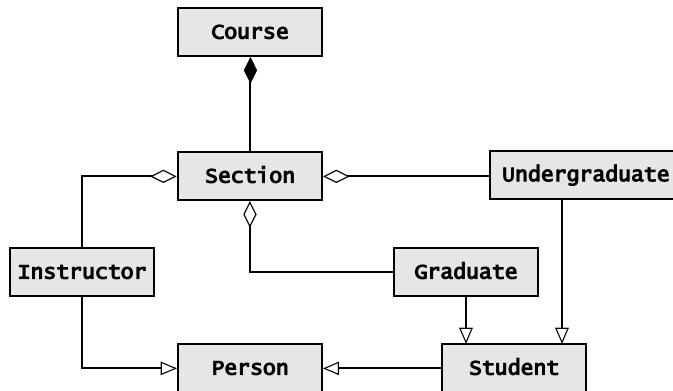 Course
Section
Undergraduate
Instructor
Graduate
Person
Student